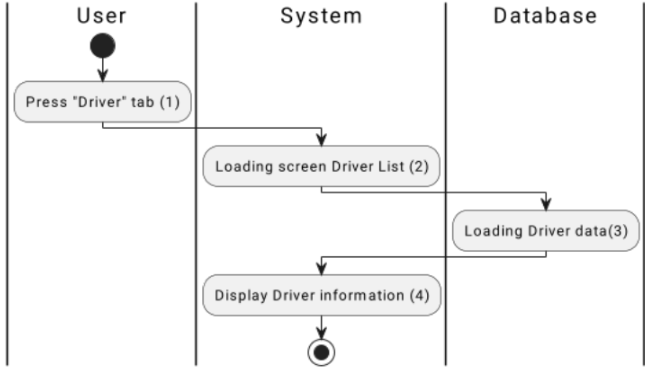 User
System
Database
Press "Driver" tab (1)
Loading screen Driver List (2)
Loading Driver data(3)
Display Driver information (4)